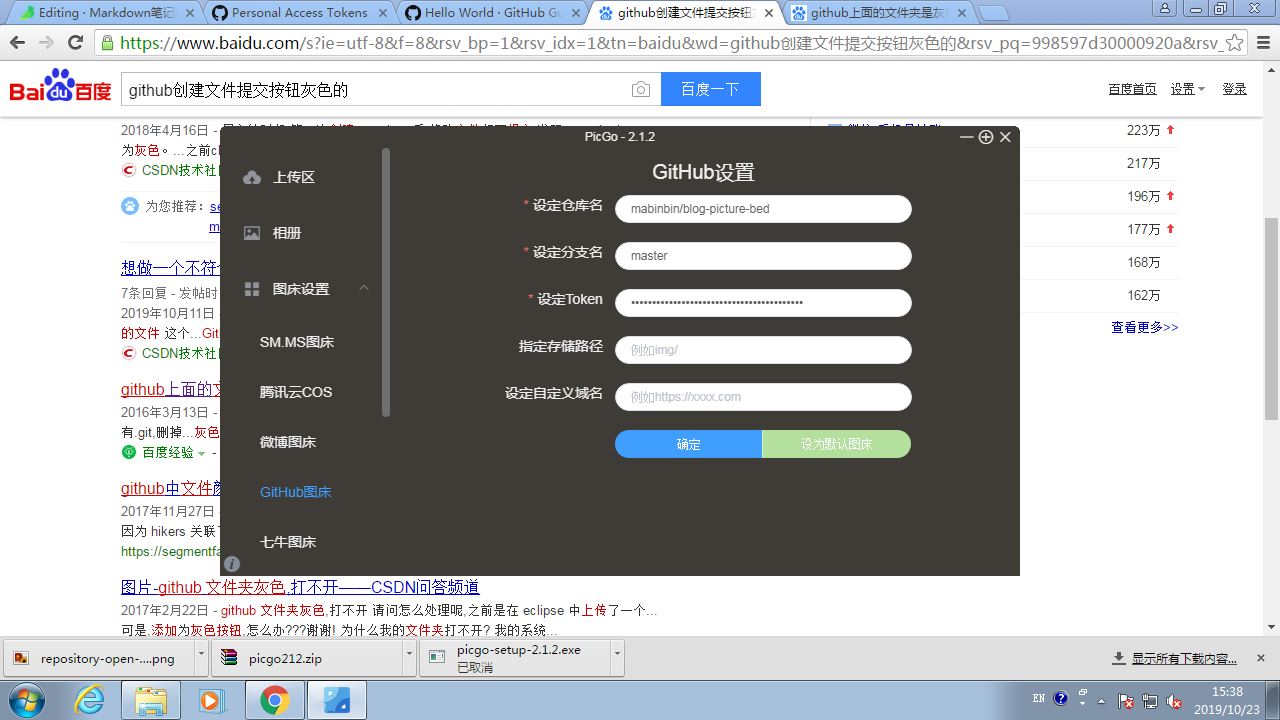 Editing · Markdown笔记
Personal Access Tokens
Hello World · GitHub Gu
github创建文件提交按钮
github上面的文件夹是灰
https://www.baidu.com/s?ie=utf-8&f=8&rsv_bp=1&rsv_idx=1&tn=baidu&wd=github创建文件提交按钮灰色的&rsv_pq=998597d30000920a&rsv_
Bai du 百度
github创建文件提交按钮灰色的
百度一下
百度首页 设置 登录
2018年4月16日 -
为灰色。...之前cl
CSDN技术社
为您推荐：
想做一个不符合
7条回复 - 发帖时
2019年10月11日 -
的文件 这个...Git
CSDN技术社
github上面的文
2016年3月13日 -
有.git,删掉...灰色
百度经验 -
github中文件颜
2017年11月27日 -
因为 hikers 关联了
https://segmentfa
图片-github 文件夹灰色,打不开——CSDN问答频道
2017年2月22日 - github 文件夹灰色,打不开 请问怎么处理呢,之前是在 eclipse 中上传了一个...
可是,添加为灰色按钮,怎么办???谢谢! 为什么我的文件夹打不开? 我的系统...
223万
217万
196万
177万
168万
162万
查看更多>>
PicGo - 2.1.2
上传区
相册
图床设置
SM.MS图床
腾讯云COS
微博图床
GitHub图床
七牛图床
GitHub设置
* 设定仓库名 mabinbin/blog-picture-bed
* 设定分支名 master
* 设定Token ••••••••••••••••••••••••••••••••••••••••
指定存储路径 例如img/
设定自定义域名 例如https://xxxx.com
确定 设为默认图床
repository-open-....png
picgo212.zip
picgo-setup-2.1.2.exe
已取消
显示所有下载内容...
EN
15:38
2019/10/23